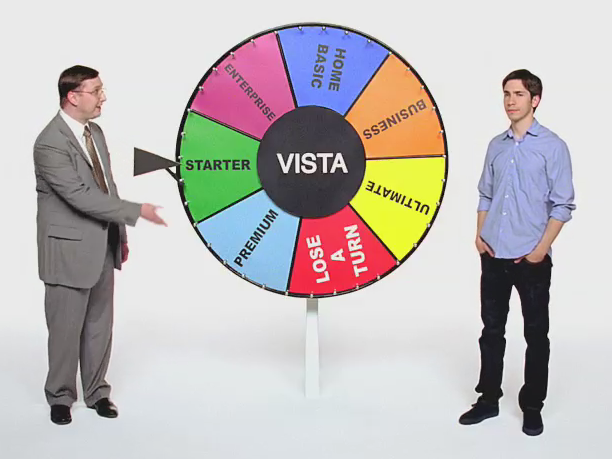 HOME
BASIC
BUSINESS
ULTIMATE
LOSE
A
TURN
PREMIUM
STARTER
ENTERPRISE
VISTA